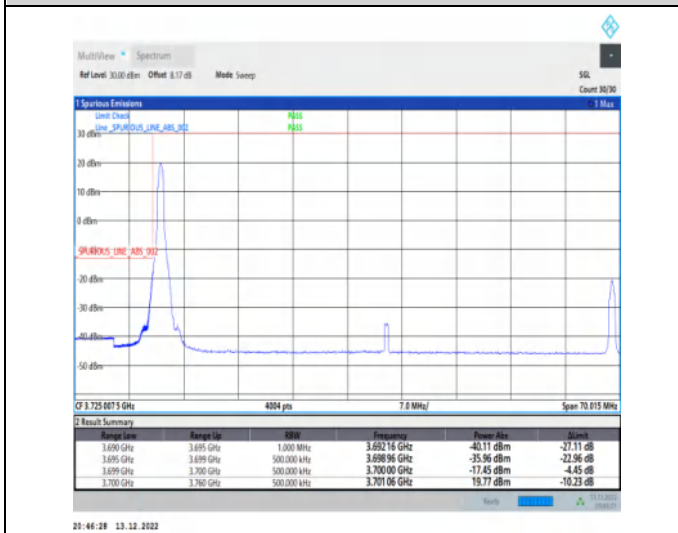 MultiView Spectrum
Ref Level 30.00 dBm Offset 8.17 dB Mode Sweep SGL
Count 30/30
1 Spurious Emissions 1 Max
Limit Check PASS
Line _SPURIOUS_LINE_ABS_002 PASS
30 dBm
20 dBm
10 dBm
0 dBm
_SPURIOUS_LINE_ABS_002
-20 dBm
-30 dBm
-40 dBm
-50 dBm
CF 3.725 007 5 GHz 4004 pts 7.0 MHz/ Span 70.015 MHz
2 Result Summary
Range Low Range Up RBW Frequency Power Abs ΔLimit
3.690 GHz 3.695 GHz 1.000 MHz 3.692 16 GHz -40.11 dBm -27.11 dB
3.695 GHz 3.699 GHz 500.000 kHz 3.698 96 GHz -35.96 dBm -22.96 dB
3.699 GHz 3.700 GHz 500.000 kHz 3.700 00 GHz -17.45 dBm -4.45 dB
3.700 GHz 3.760 GHz 500.000 kHz 3.701 06 GHz 19.77 dBm -10.23 dB
Ready 13.12.2022
20:46:28 13.12.2022